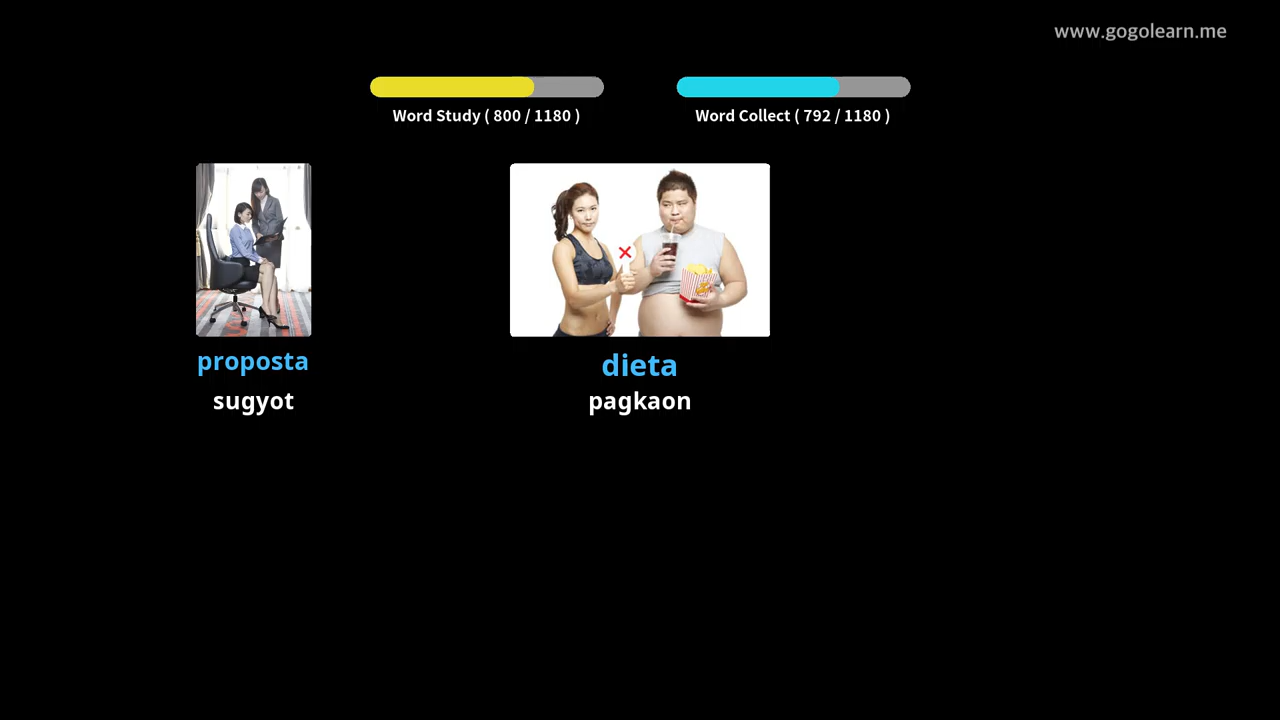 www.gogolearn.me
Word Study ( 800 / 1180 )
Word Collect ( 792 / 1180 )
proposta
sugyot
dieta
pagkaon